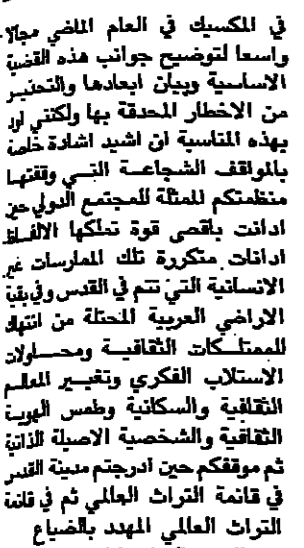 في المكسيك في العام الماضي مجالا
واسعا لتوضيح جوانب هذه القضية
الاساسية وبيان ابعادها والتحذير
من الاخطار المحدقة بها ولكنني اود
بهذه المناسبة ان اشيد اشادة خاصة
بالمواقف الشجاعة التي وقفتها
منظمتكم الممثلة للمجتمع الدولي حين
ادانت باقصى قوة تملكها الالفاظ
ادانات متكررة تلك الممارسات غير
الانسانية التي تتم في القدس وفي بقية
الاراضي العربية المحتلة من انتهاك
للممتلكات الثقافية ومحاولات
الاستلاب الفكري وتغيير المعالم
الثقافية والسكانية وطمس الهوية
الثقافية والشخصية الاصيلة الذاتية
ثم موقفكم حين ادرجتم مدينة القدس
في قائمة التراث العالمي ثم في قائمة
التراث العالمي المهدد بالضياع